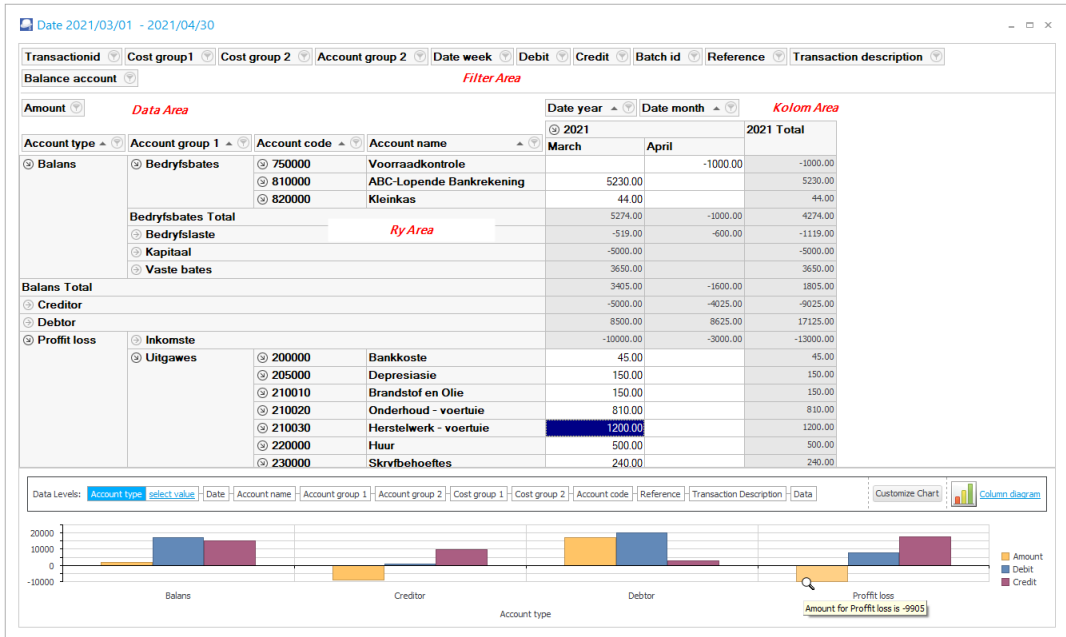 Date 2021/03/01 - 2021/04/30
Transactionid Cost group1 Cost group 2 Account group 2 Date week Debit Credit Batch id Reference Transaction description
Balance account Filter Area
Amount Data Area Date year Date month Kolom Area
2021 2021 Total
Account type Account group 1 Account code Account name March April
Balans Bedryfsbates 750000 Voorraadkontrole -1000.00 -1000.00
810000 ABC-Lopende Bankrekening 5230.00 5230.00
820000 Kleinkas 44.00 44.00
Bedryfsbates Total 5274.00 -1000.00 4274.00
Bedryfslaste Ry Area -519.00 -600.00 -1119.00
Kapitaal -5000.00 -5000.00
Vaste bates 3650.00 3650.00
Balans Total 3405.00 -1600.00 1805.00
Creditor -5000.00 -4025.00 -9025.00
Debtor 8500.00 8625.00 17125.00
Proffit loss Inkomste -10000.00 -3000.00 -13000.00
Uitgawes 200000 Bankkoste 45.00 45.00
205000 Depresiasie 150.00 150.00
210010 Brandstof en Olie 150.00 150.00
210020 Onderhoud - voertuie 810.00 810.00
210030 Herstelwerk - voertuie 1200.00 1200.00
220000 Huur 500.00 500.00
230000 Skryfbehoeftes 240.00 240.00
Data Levels: Account type select value Date Account name Account group 1 Account group 2 Cost group 1 Cost group 2 Account code Reference Transaction Description Data Customize Chart Column diagram
20000
10000
0
-10000
Amount
Debit
Credit
Balans Creditor Debtor Proffit loss
Amount for Proffit loss is -9905
Account type